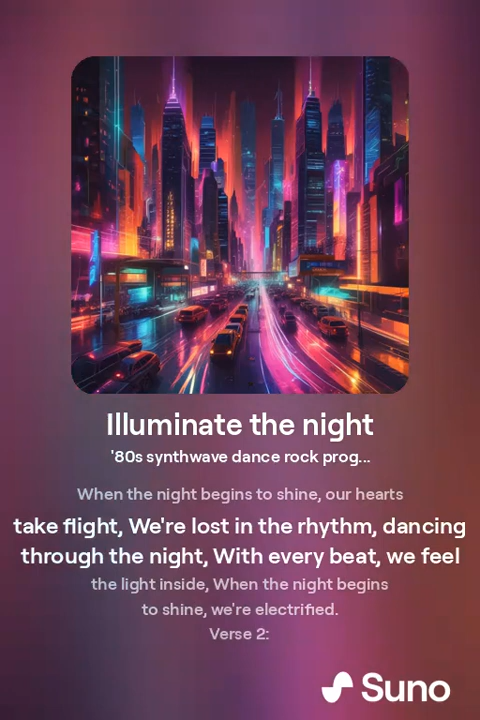 Illuminate the night
'80s synthwave dance rock prog...
When the night begins to shine, our hearts
take flight, We're lost in the rhythm, dancing
through the night, With every beat, we feel
the light inside, When the night begins
to shine, we're electrified.
Verse 2:
Suno